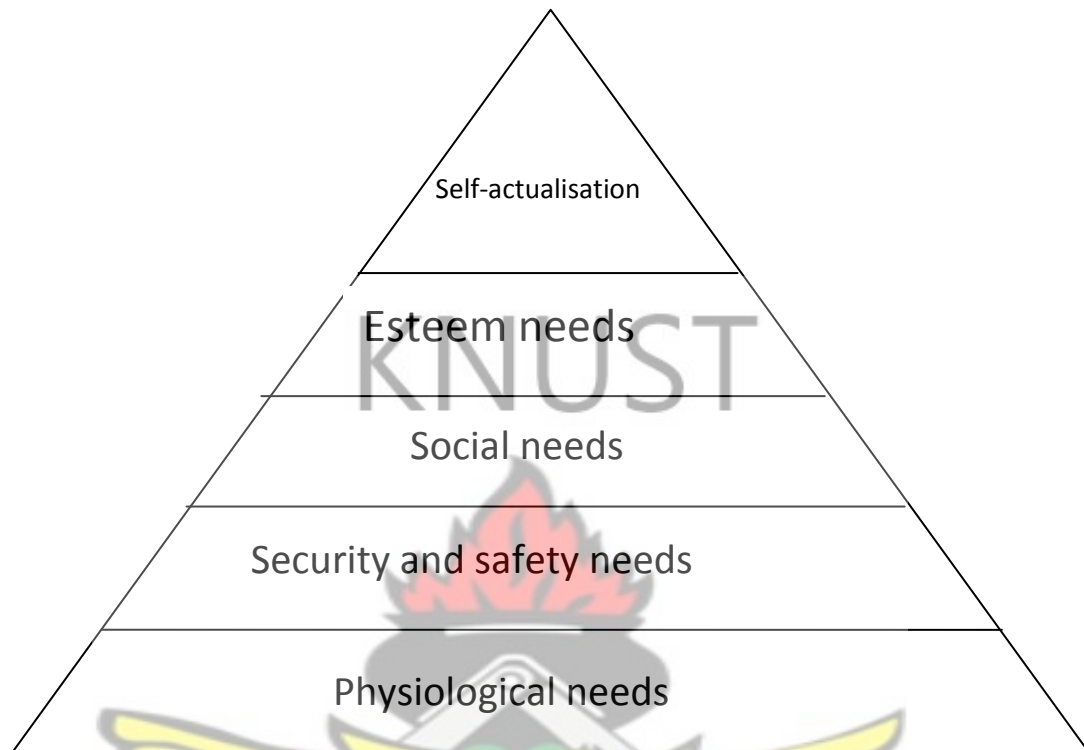 Self-actualisation
KNUST
Esteem needs
Social needs
Security and safety needs
Physiological needs